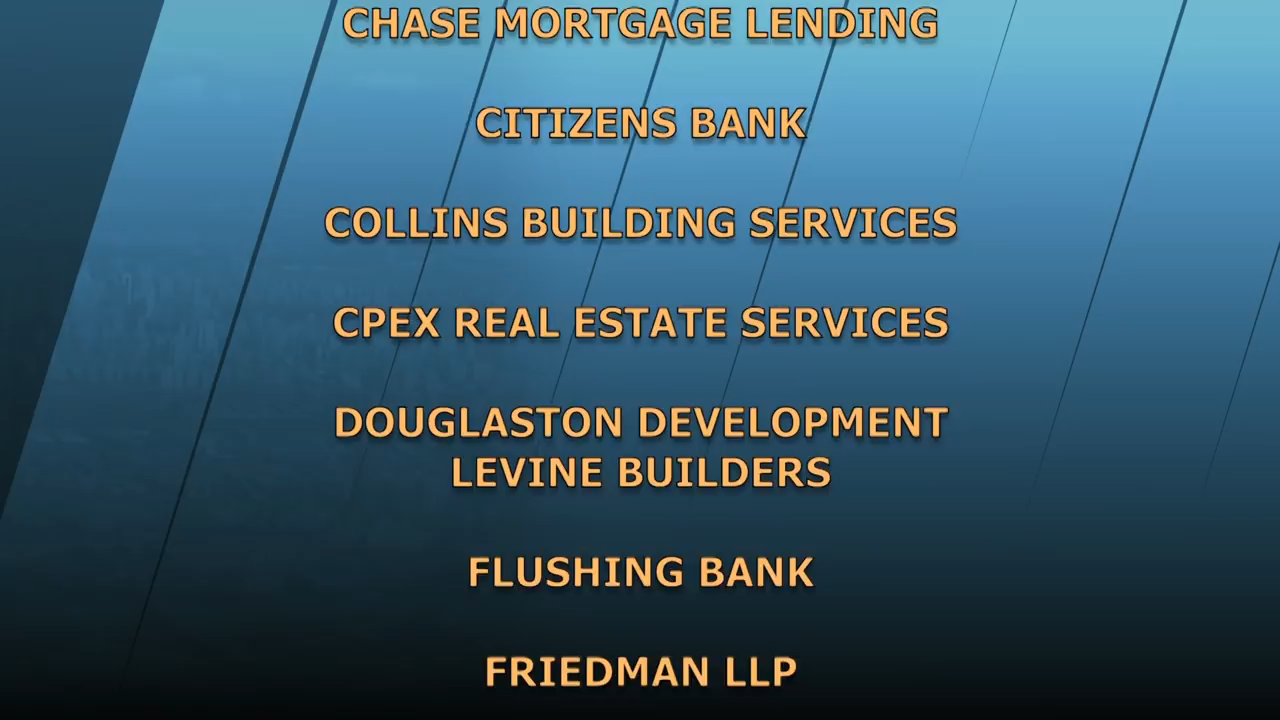 CHASE MORTGAGE LENDING
CITIZENS BANK
COLLINS BUILDING SERVICES
CPEX REAL ESTATE SERVICES
DOUGLASTON DEVELOPMENT
LEVINE BUILDERS
FLUSHING BANK
FRIEDMAN LLP